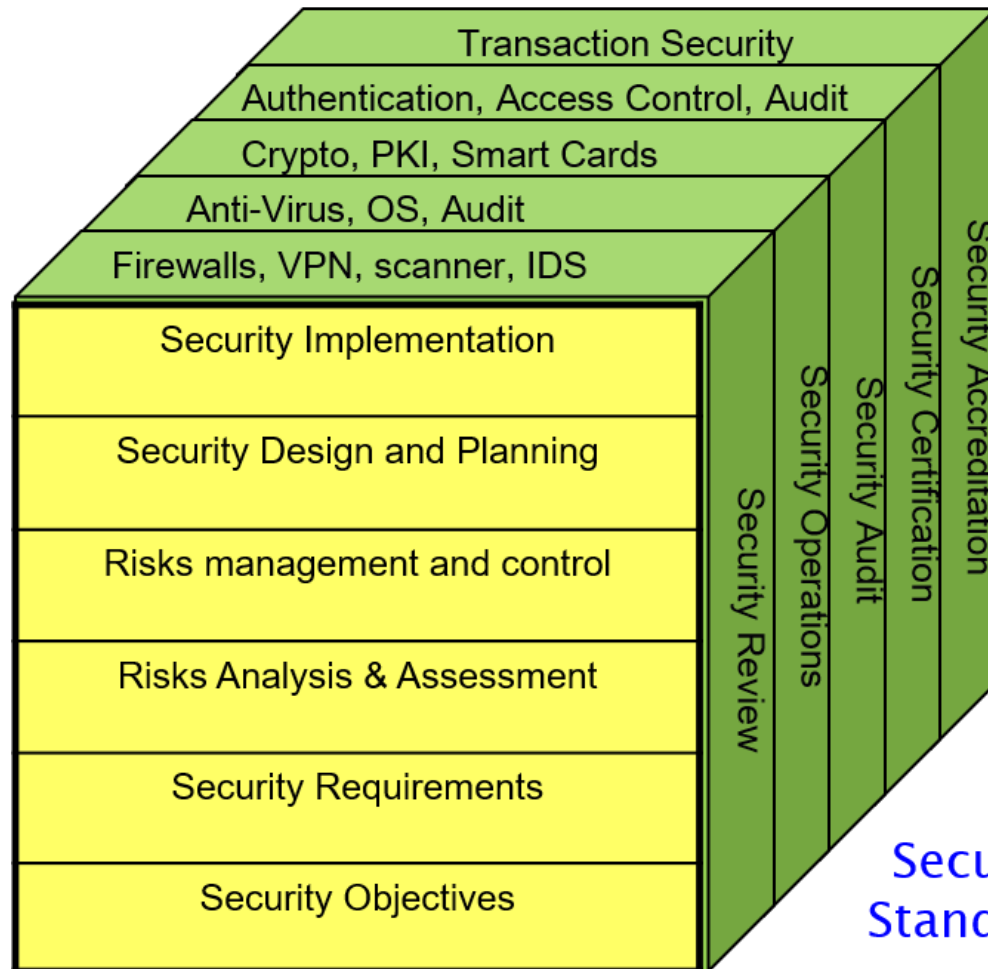 Transaction Security
Authentication, Access Control, Audit
Crypto, PKI, Smart Cards
Anti-Virus, OS, Audit
Firewalls, VPN, scanner, IDS
Security Implementation
Security Design and Planning
Risks management and control
Risks Analysis & Assessment
Security Requirements
Security Objectives
Security Review
Security Operations
Security Audit
Security Certification
Security Accreditation